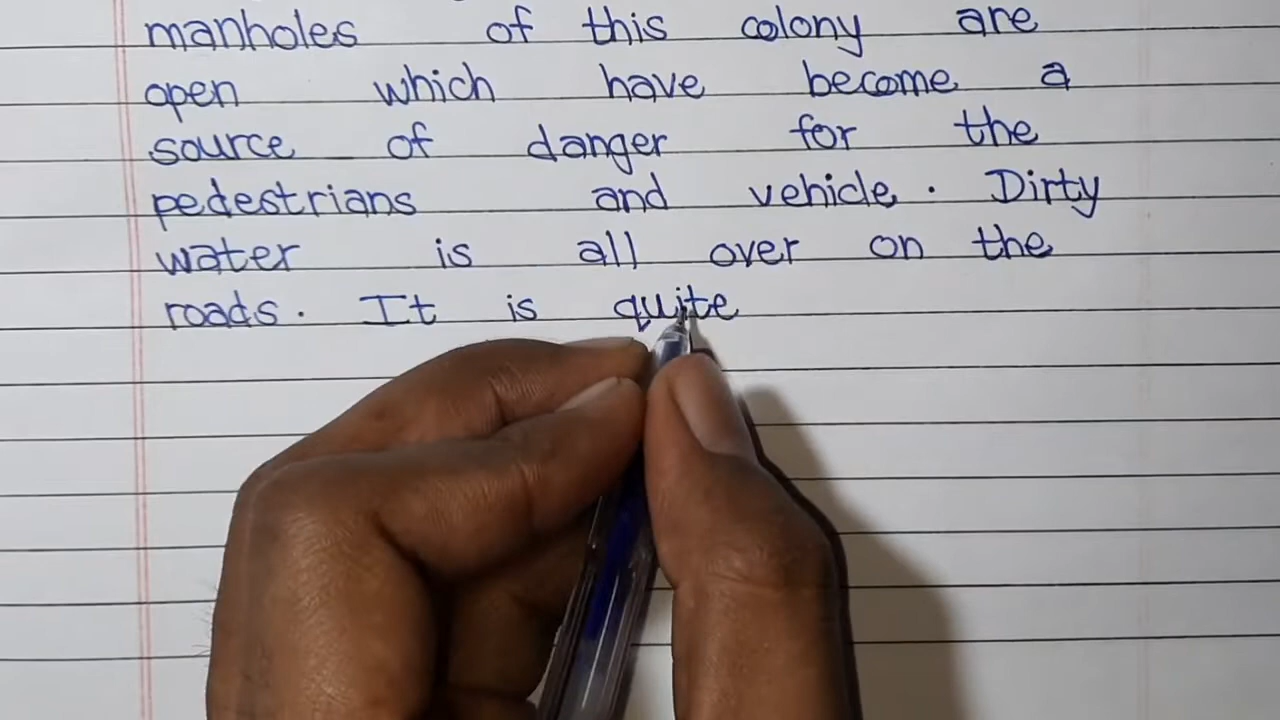 manholes of this colony are
open which have become a
source of danger for the
pedestrians and vehicle. Dirty
water is all over on the
roads. It is quite